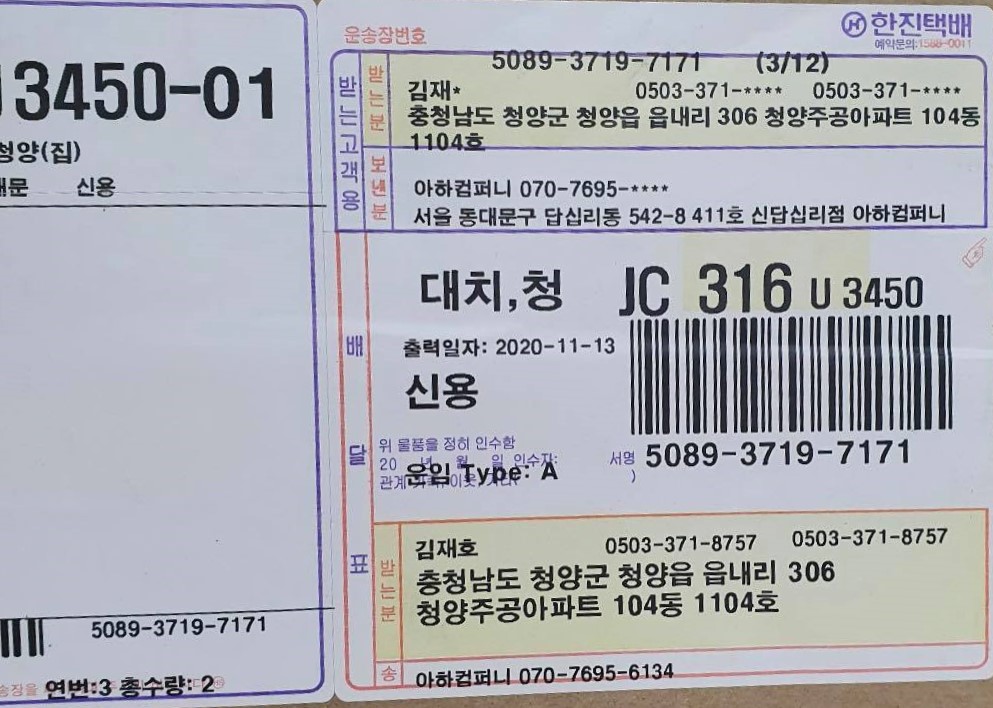 3450-01
청양(집)
신용
5089-3719-7171
연번:3 총수량: 2
한진택배
예약문의:1588-0011
운송장번호
5089-3719-7171 (3/12)
받는고객용
받는분
김재* 0503-371-**** 0503-371-****
충청남도 청양군 청양읍 읍내리 306 청양주공아파트 104동
1104호
보낸분
아하컴퍼니 070-7695-****
서울 동대문구 답십리동 542-8 411호 신답십리점 아하컴퍼니
배달표
대치,청 JC 316 U 3450
출력일자: 2020-11-13
신용
위 물품을 정히 인수함
20 년 월 일 인수자: 서명
운임 Type: A )
관계
5089-3719-7171
받는분
김재호 0503-371-8757 0503-371-8757
충청남도 청양군 청양읍 읍내리 306
청양주공아파트 104동 1104호
송
아하컴퍼니 070-7695-6134